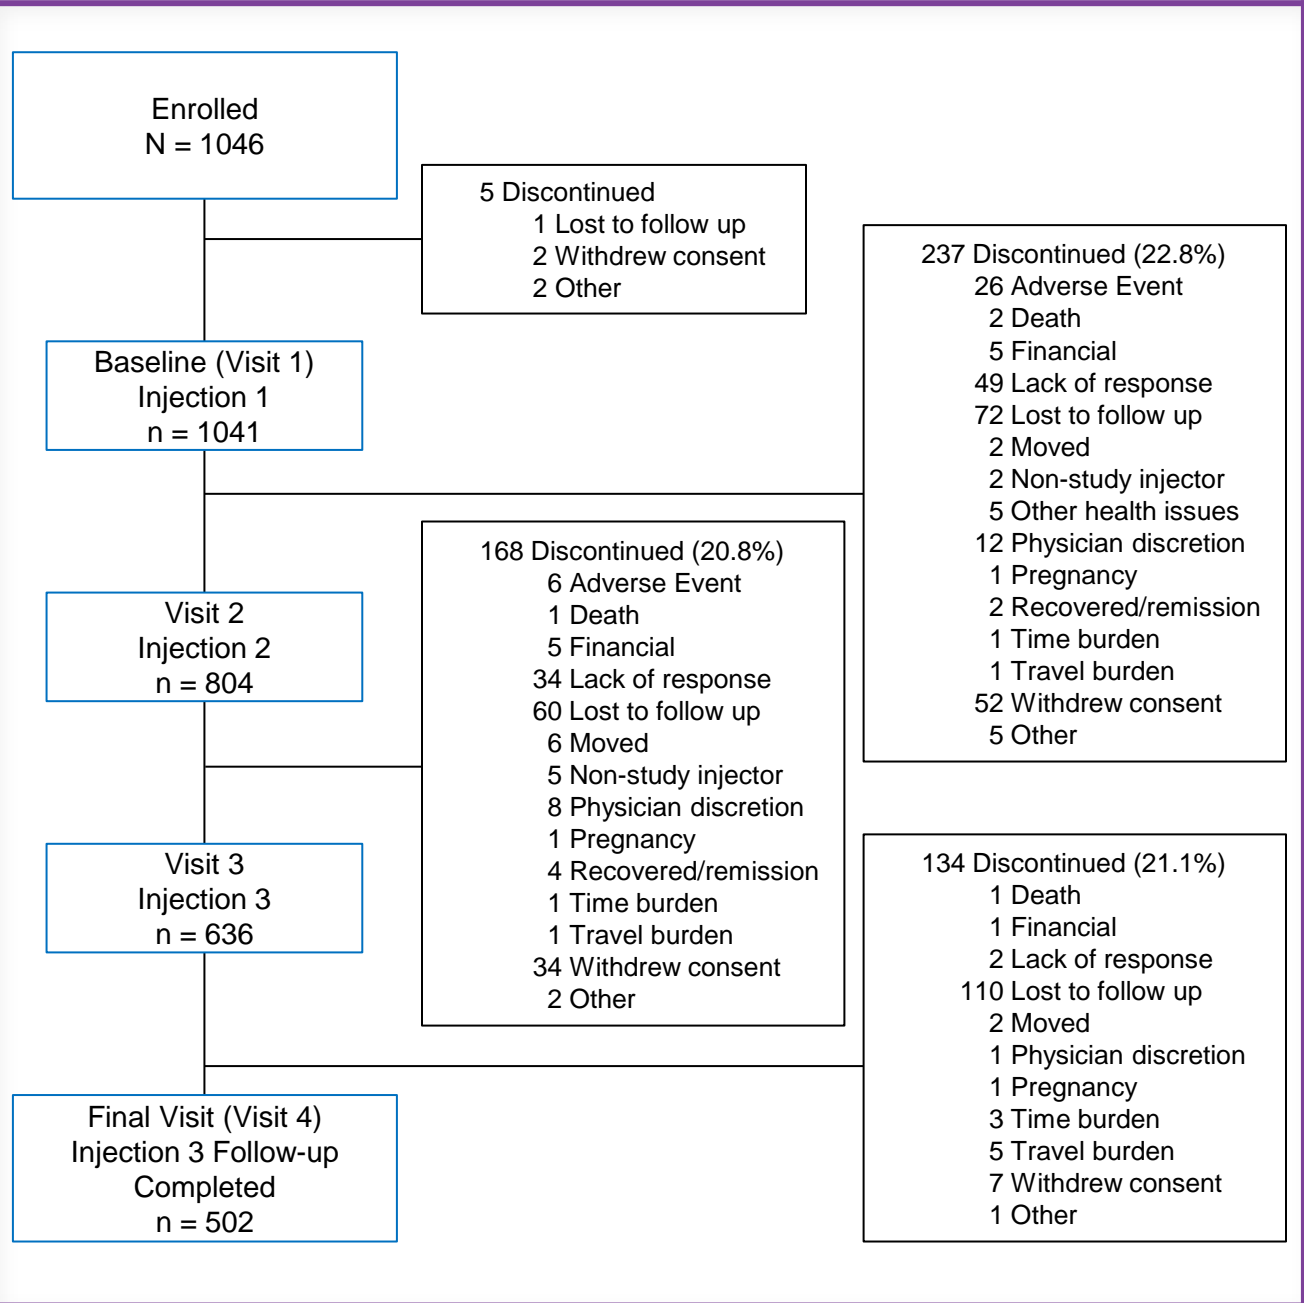 Enrolled
N = 1046
5 Discontinued
1 Lost to follow up
2 Withdrew consent
2 Other
237 Discontinued (22.8%)
26 Adverse Event
2 Death
5 Financial
49 Lack of response
72 Lost to follow up
2 Moved
2 Non-study injector
5 Other health issues
12 Physician discretion
1 Pregnancy
2 Recovered/remission
1 Time burden
1 Travel burden
52 Withdrew consent
5 Other
Baseline (Visit 1)
Injection 1
n = 1041
168 Discontinued (20.8%)
6 Adverse Event
1 Death
5 Financial
34 Lack of response
60 Lost to follow up
6 Moved
5 Non-study injector
8 Physician discretion
1 Pregnancy
4 Recovered/remission
1 Time burden
1 Travel burden
34 Withdrew consent
2 Other
Visit 2
Injection 2
n = 804
Visit 3
Injection 3
n = 636
134 Discontinued (21.1%)
1 Death
1 Financial
2 Lack of response
110 Lost to follow up
2 Moved
1 Physician discretion
1 Pregnancy
3 Time burden
5 Travel burden
7 Withdrew consent
1 Other
Final Visit (Visit 4)
Injection 3 Follow-up
Completed
n = 502